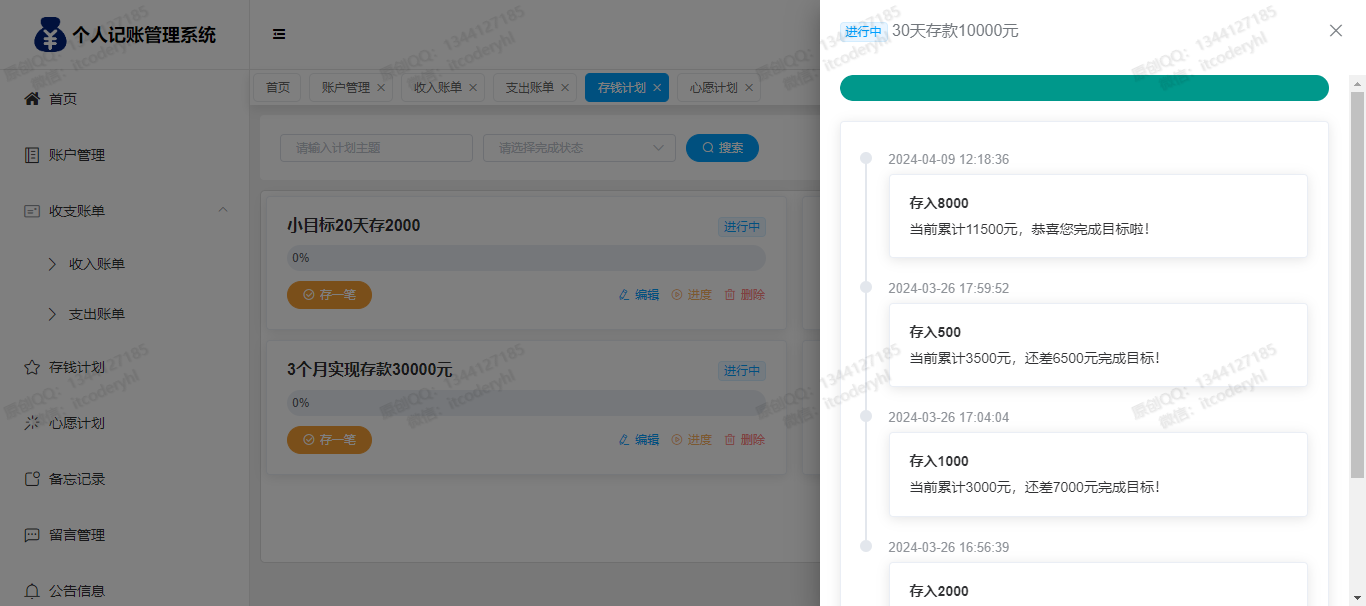 个人记账管理系统
首页
账户管理
收支账单
收入账单
支出账单
存钱计划
心愿计划
备忘记录
留言管理
公告信息
首页
账户管理
收入账单
支出账单
存钱计划
心愿计划
请输入计划主题
请选择完成状态
搜索
小目标20天存2000
进行中
0%
存一笔
编辑
进度
删除
3个月实现存款30000元
进行中
0%
存一笔
编辑
进度
删除
进行中 30天存款10000元
2024-04-09 12:18:36
存入8000
当前累计11500元，恭喜您完成目标啦！
2024-03-26 17:59:52
存入500
当前累计3500元，还差6500元完成目标！
2024-03-26 17:04:04
存入1000
当前累计3000元，还差7000元完成目标！
2024-03-26 16:56:39
存入2000
原创QQ：1344127185
微信：itcoderyhl